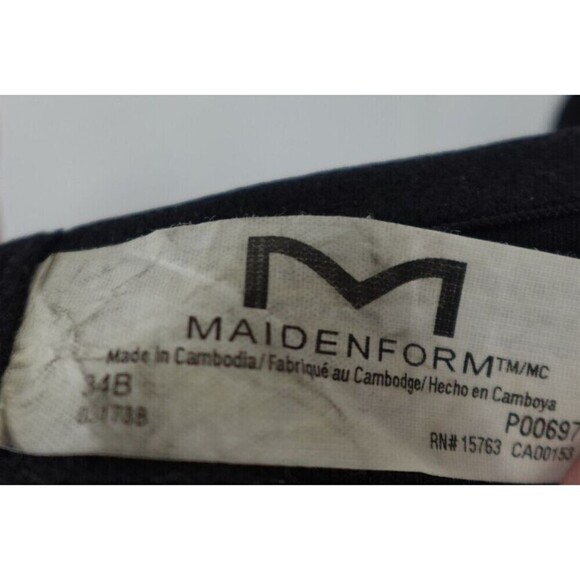 M
MAIDENFORM™/MC
Made in Cambodia/Fabriqué au Cambodge/Hecho en Camboya
34B
P00697
RN# 15763 CA00153